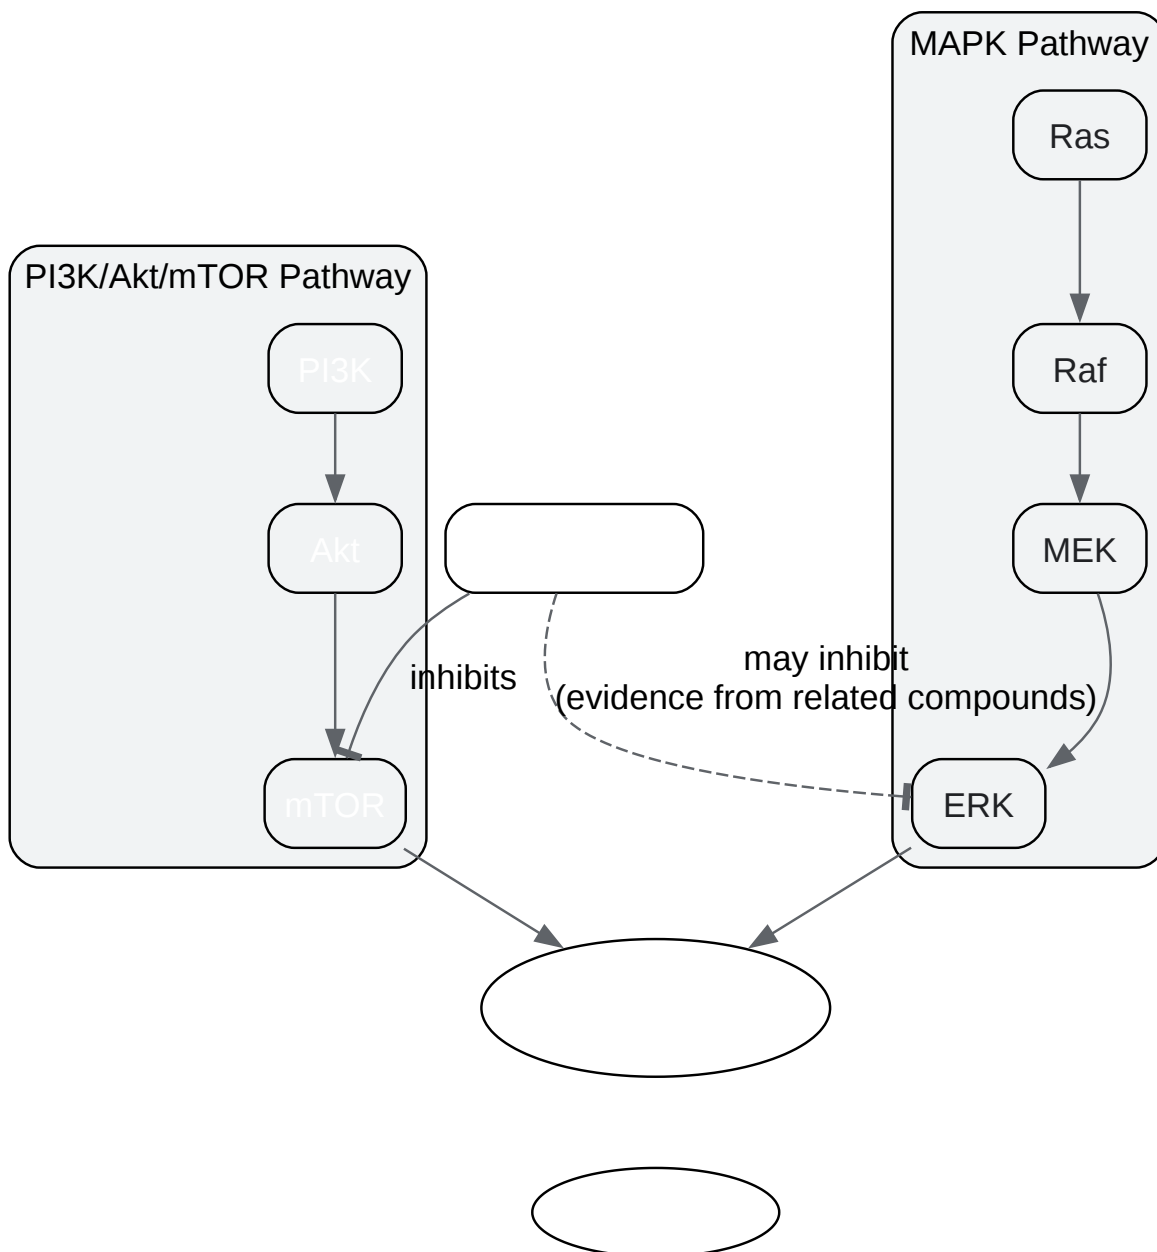 MAPK Pathway
Ras
PI3K/Akt/mTOR Pathway
PI3K
Raf
Akt
MEK
inhibits
may inhibit
(evidence from related compounds)
mTOR
ERK